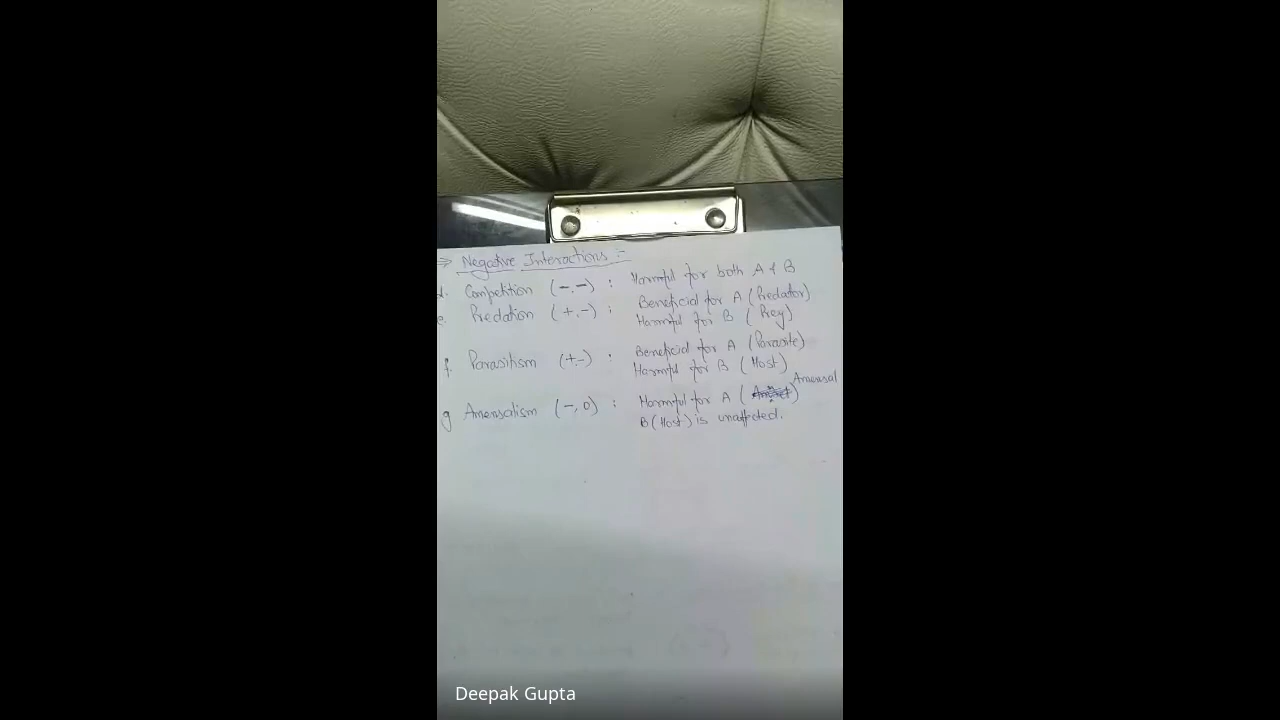 ⇒ Negative Interactions :-
d. Competition (-,-) : Harmful for both A & B
e. Predation (+,-) : Beneficial for A (Predator)
Harmful for B (Prey)
f. Parasitism (+,-) : Beneficial for A (Parasite)
Harmful for B (Host)
g Amensalism (-,0) : Harmful for A ( ) Amensal
B (Host) is unaffected.
Deepak Gupta